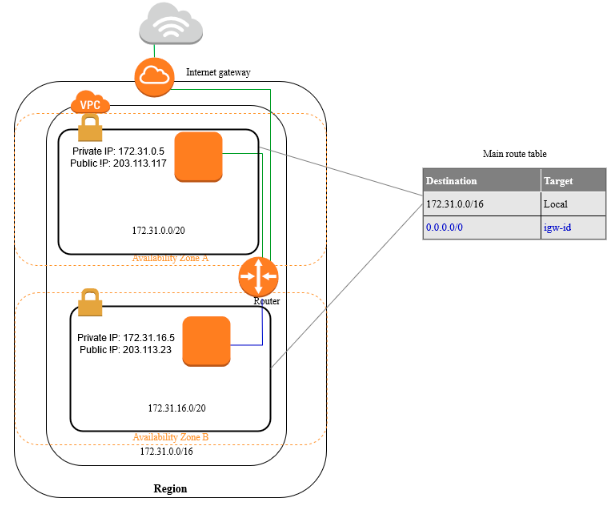 Internet gateway
VPC
Private IP: 172.31.0.5
Public !P: 203.113.117
172.31.0.0/20
Availability Zone A
Router
Private IP: 172.31.16.5
Public !P: 203.113.23
172.31.16.0/20
Availability Zone B
172.31.0.0/16
Region
Main route table
Destination Target
172.31.0.0/16 Local
0.0.0.0/0 igw-id